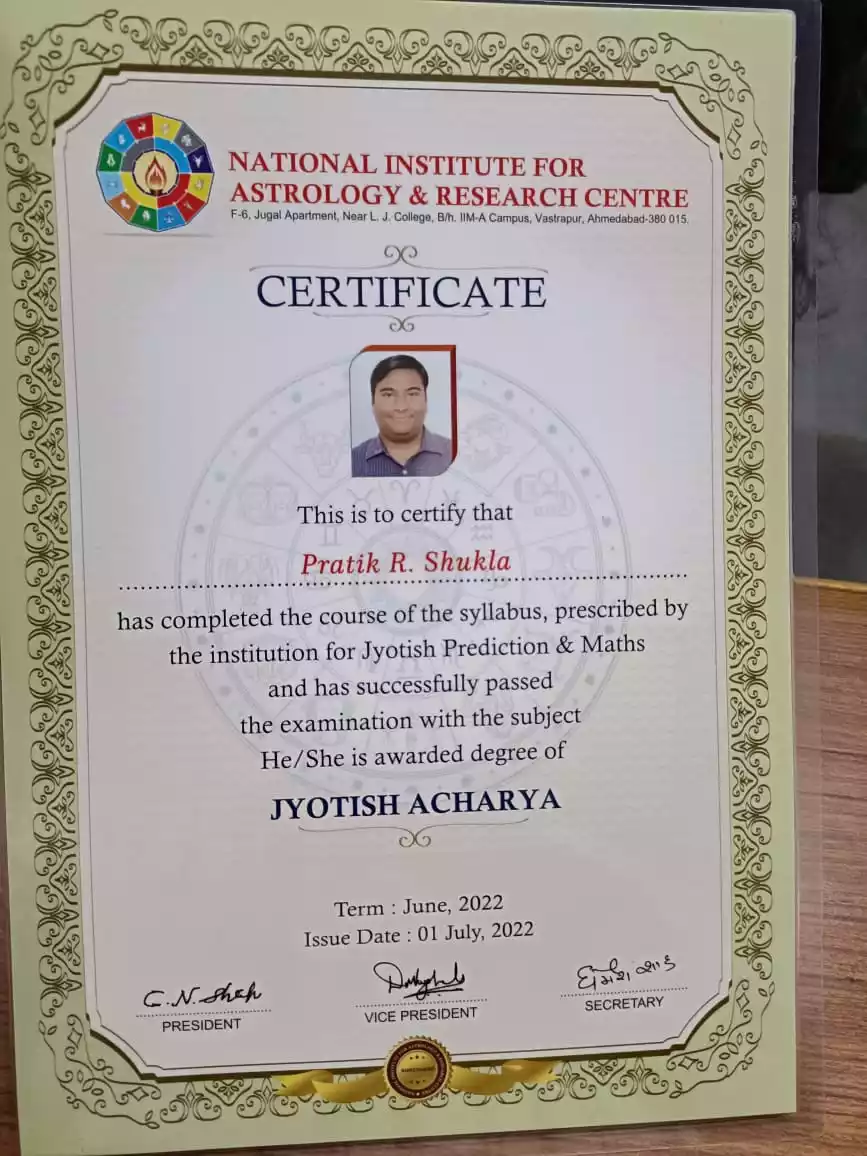 NATIONAL INSTITUTE FOR
ASTROLOGY & RESEARCH CENTRE
F-6, Jugal Apartment, Near L. J. College, B/h. IIM-A Campus, Vastrapur, Ahmedabad-380 015.
CERTIFICATE
This is to certify that
Pratik R. Shukla
has completed the course of the syllabus, prescribed by
the institution for Jyotish Prediction & Maths
and has successfully passed
the examination with the subject
He/She is awarded degree of
JYOTISH ACHARYA
Term : June, 2022
Issue Date : 01 July, 2022
C.N. Shah
PRESIDENT
VICE PRESIDENT
SECRETARY